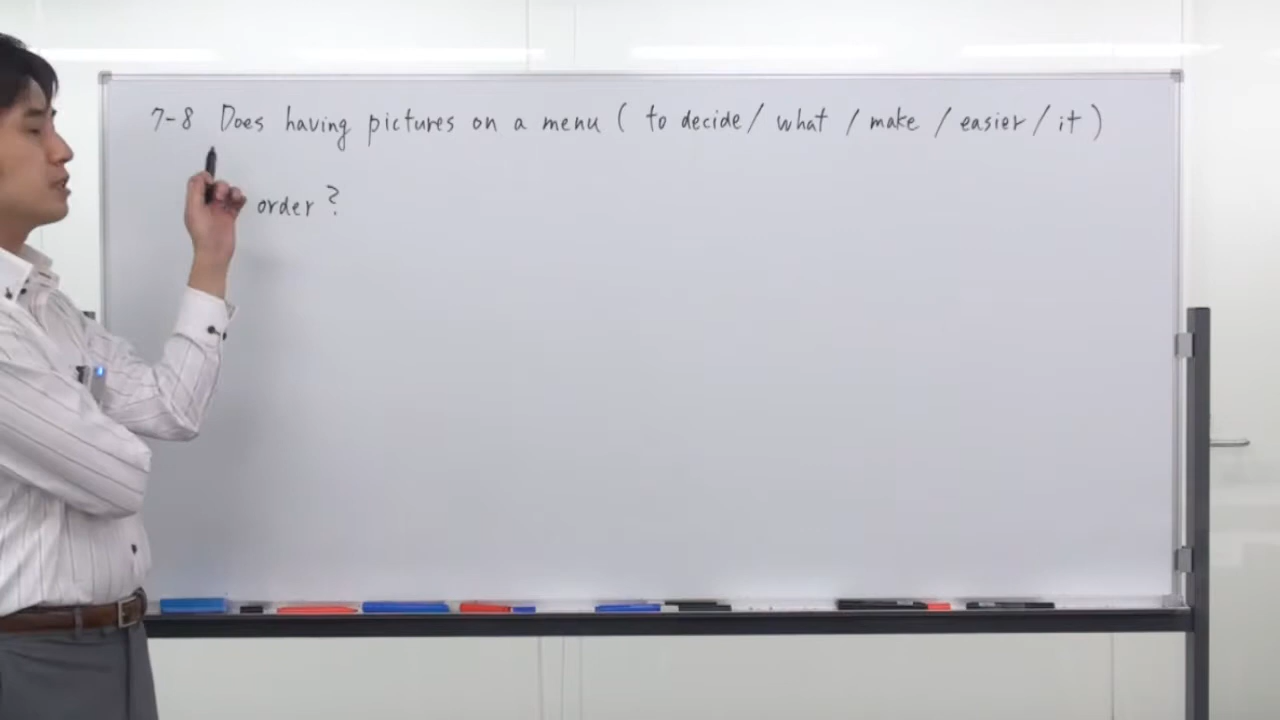 7-8 Does having pictures on a menu ( to decide / what / make / easier / it )
order ?